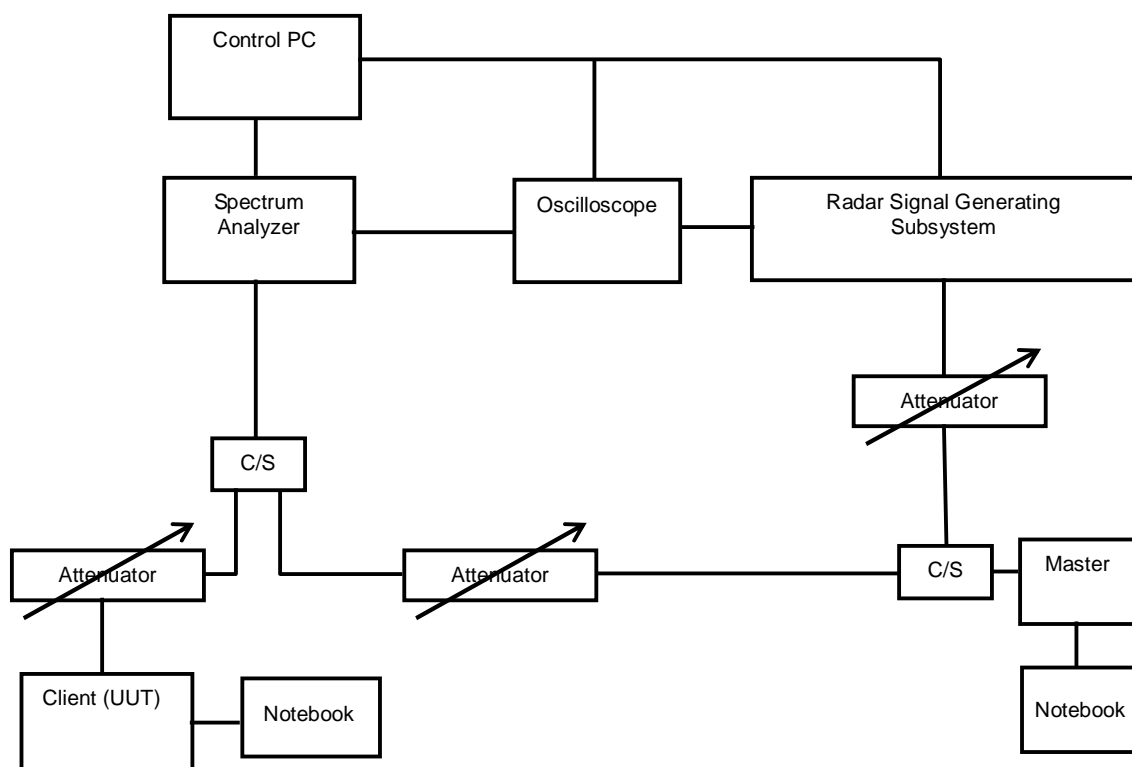 Control PC
Spectrum
Analyzer
Oscilloscope
Radar Signal Generating
Subsystem
Attenuator
C/S
Attenuator
Attenuator
C/S
Master
Client (UUT)
Notebook
Notebook